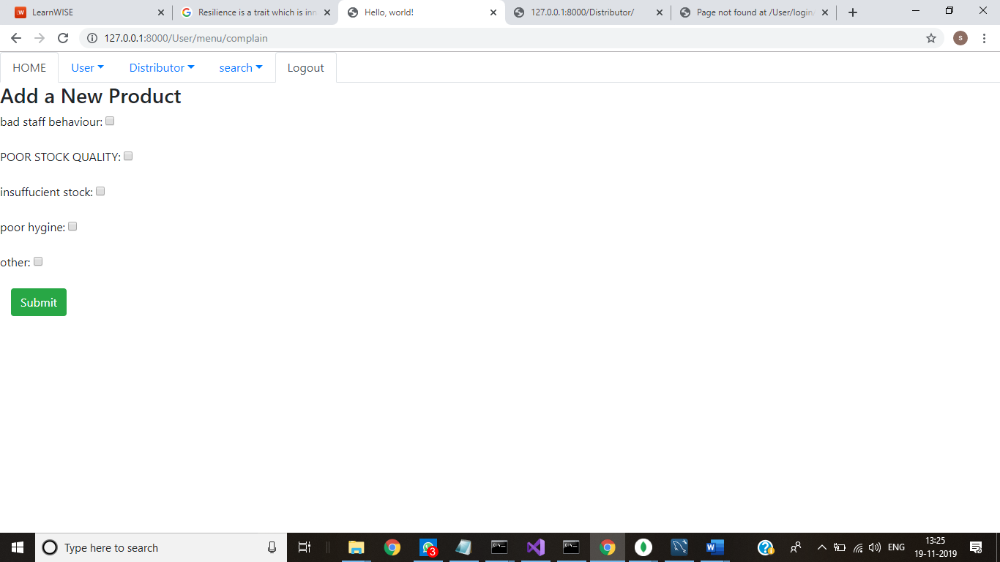 LearnWISE
Resilience is a trait which is inn
Hello, world!
127.0.0.1:8000/Distributor/
Page not found at /User/login/
127.0.0.1:8000/User/menu/complain
S
HOME
User
Distributor
search
Logout
Add a New Product
bad staff behaviour:
POOR STOCK QUALITY:
insuffucient stock:
poor hygine:
other:
Submit
Type here to search
3
ENG
13:25
19-11-2019